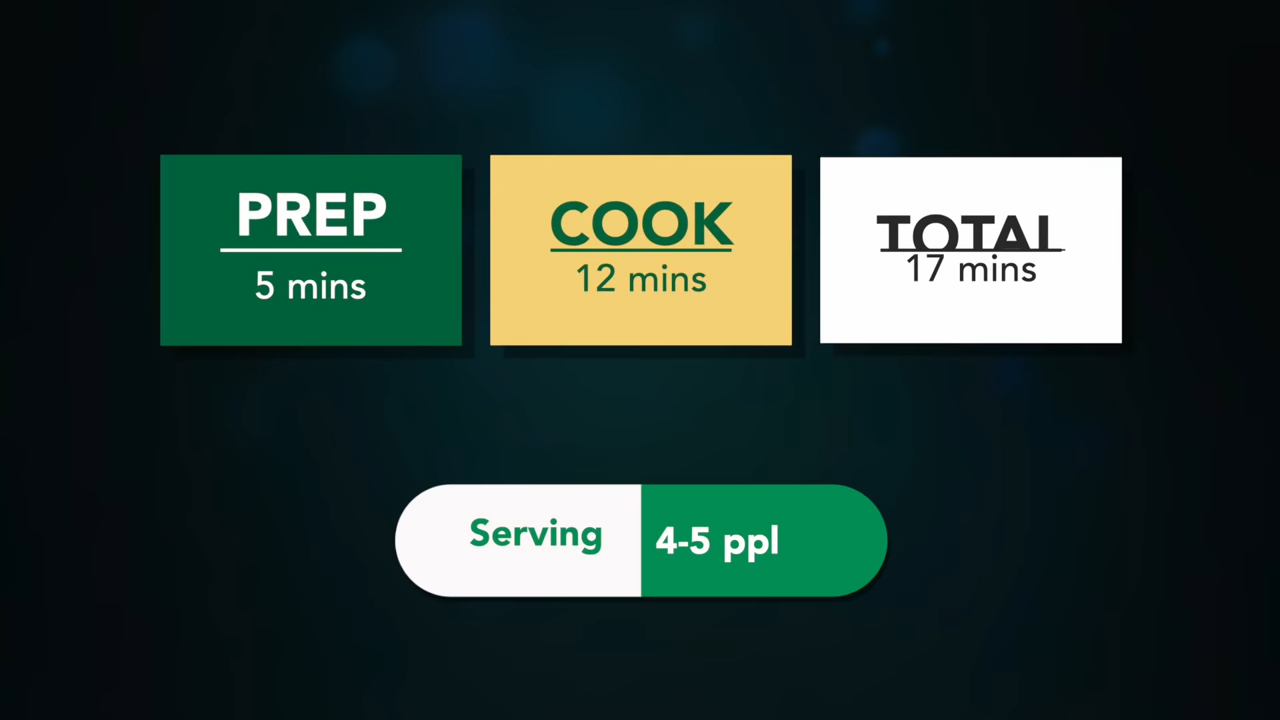 PREP
5 mins
COOK
12 mins
TOTAL
17 mins
Serving
4-5 ppl